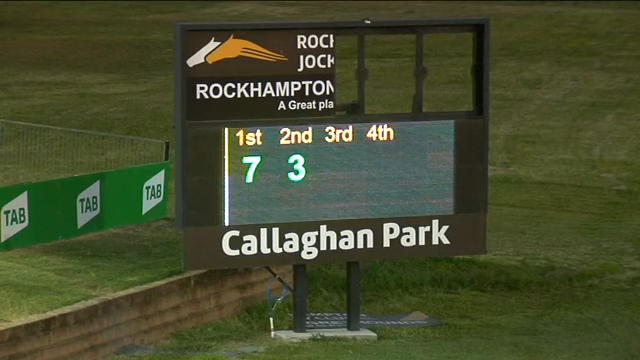 ROCK
JOCK
ROCKHAMPTON
A Great pla
1st 2nd 3rd 4th
7 3
Callaghan Park
TAB TAB TAB